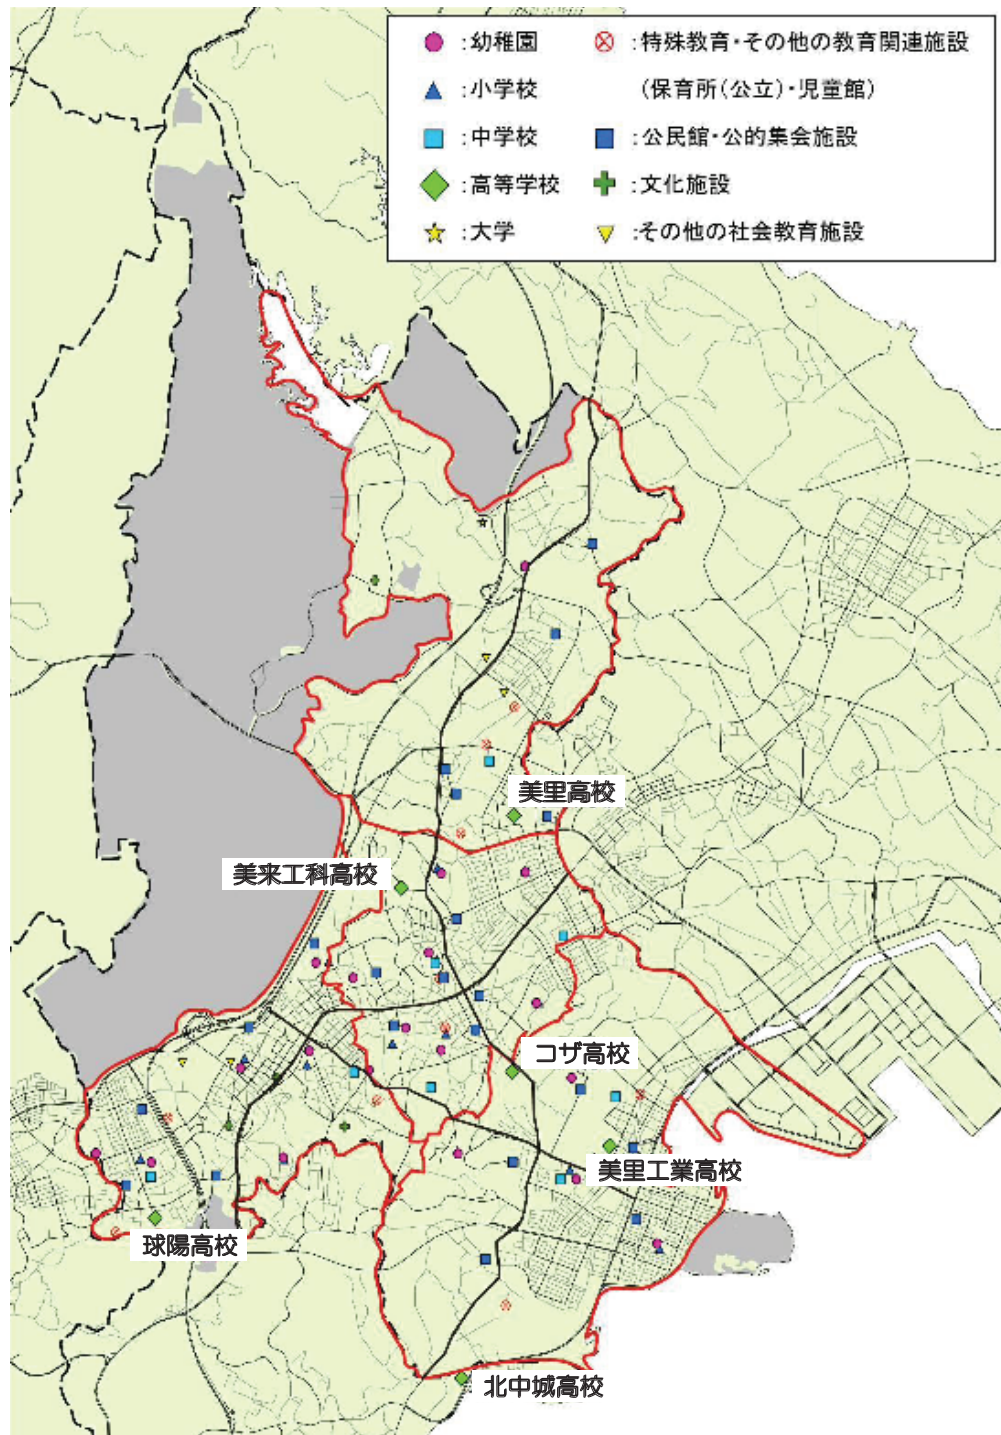 :幼稚園
:特殊教育・その他の教育関連施設
:小学校
(保育所(公立)・児童館)
:中学校
:公民館・公的集会施設
:高等学校
:文化施設
:大学
:その他の社会教育施設
美里高校
美来工科高校
コザ高校
美里工業高校
球陽高校
北中城高校